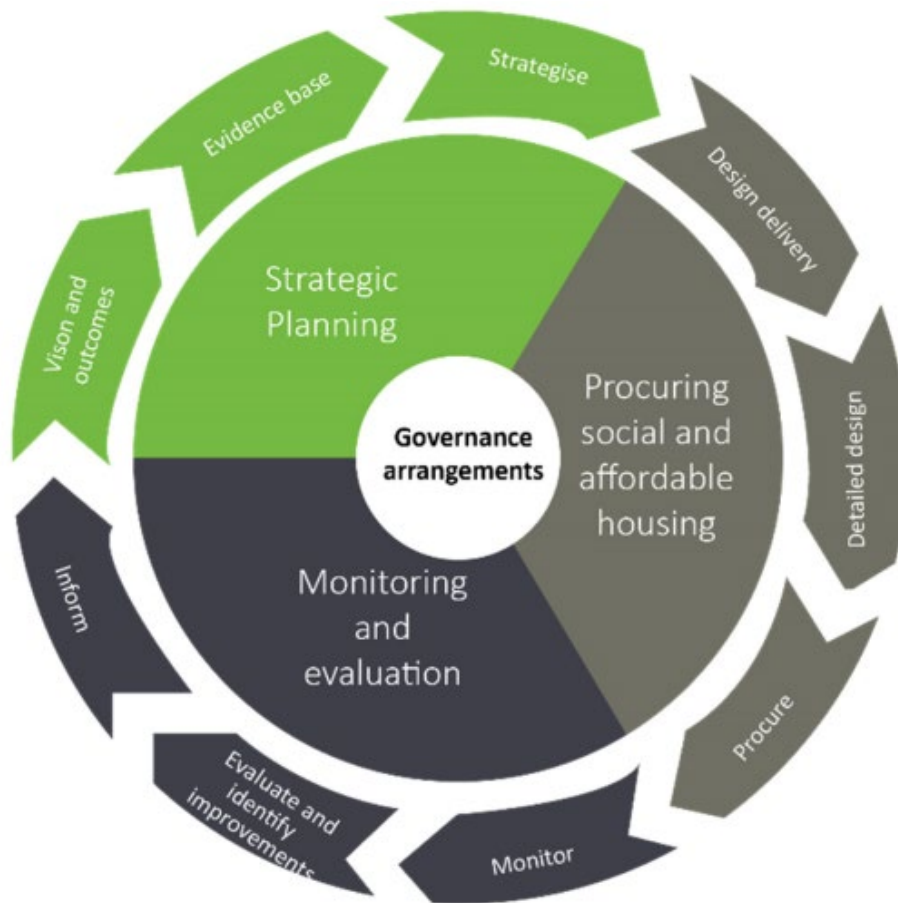 Strategise
Evidence base
Design delivery
Vison and
outcomes
Strategic
Planning
Detailed design
Procuring
social and
affordable
housing
Governance
arrangements
Inform
Monitoring
and
evaluation
Procure
Evaluate and
identify
improvements
Monitor